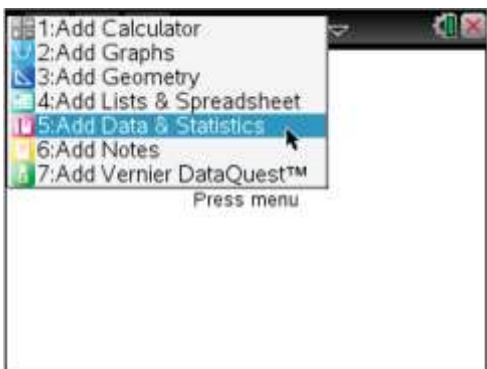 1:Add Calculator
2:Add Graphs
3:Add Geometry
4:Add Lists & Spreadsheet
5:Add Data & Statistics
6:Add Notes
7:Add Vernier DataQuest™
Press menu